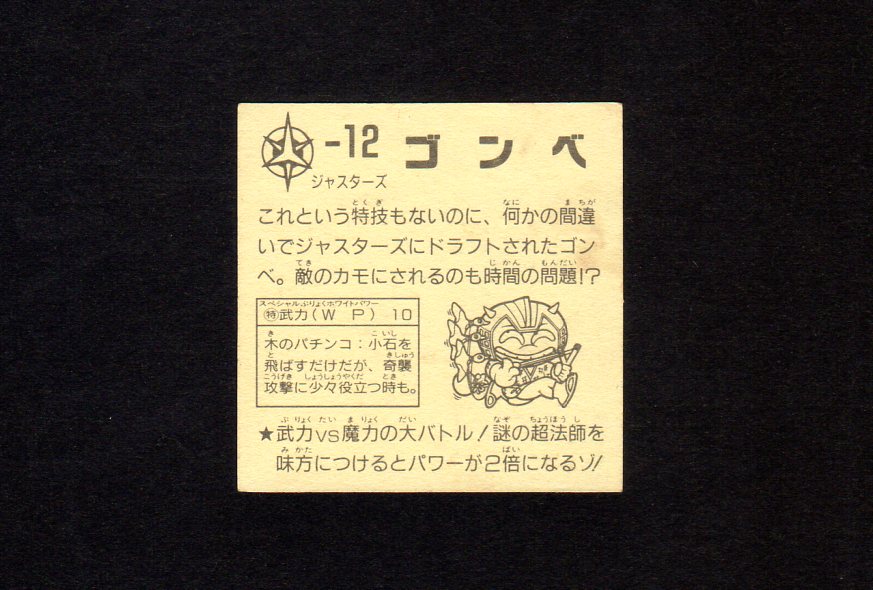 -12 ゴンべ
ジャスターズ
これという特技もないのに、何かの間違
いでジャスターズにドラフトされたゴン
べ。敵のカモにされるのも時間の問題!?
スペシャルぶりょくホワイトパワー
㊕武力(W P) 10
木のパチンコ:小石を
飛ばすだけだが、奇襲
攻撃に少々役立つ時も。
★武力VS魔力の大バトル!謎の超法師を
味方につけるとパワーが2倍になるゾ!